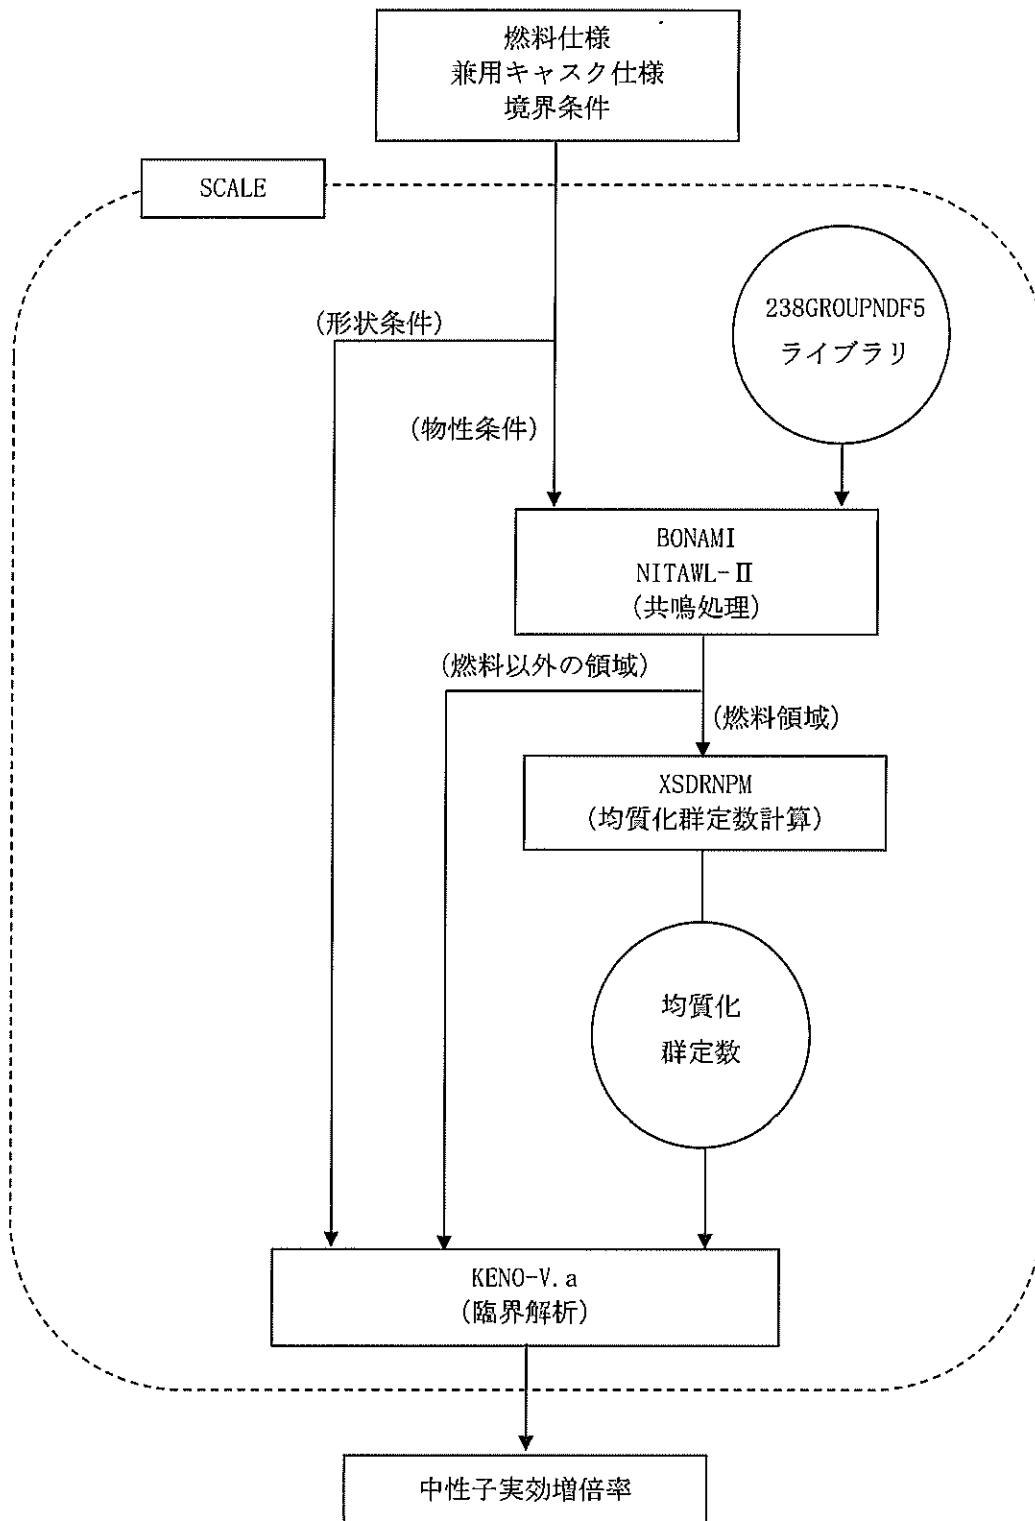 燃料仕様
兼用キャスク仕様
境界条件
SCALE
238GROUPNDF5
ライブラリ
(形状条件)
(物性条件)
BONAMI
NITAWL-Ⅱ
(共鳴処理)
(燃料以外の領域)
(燃料領域)
XSDRNPM
(均質化群定数計算)
均質化
群定数
KENO-V.a
(臨界解析)
中性子実効増倍率